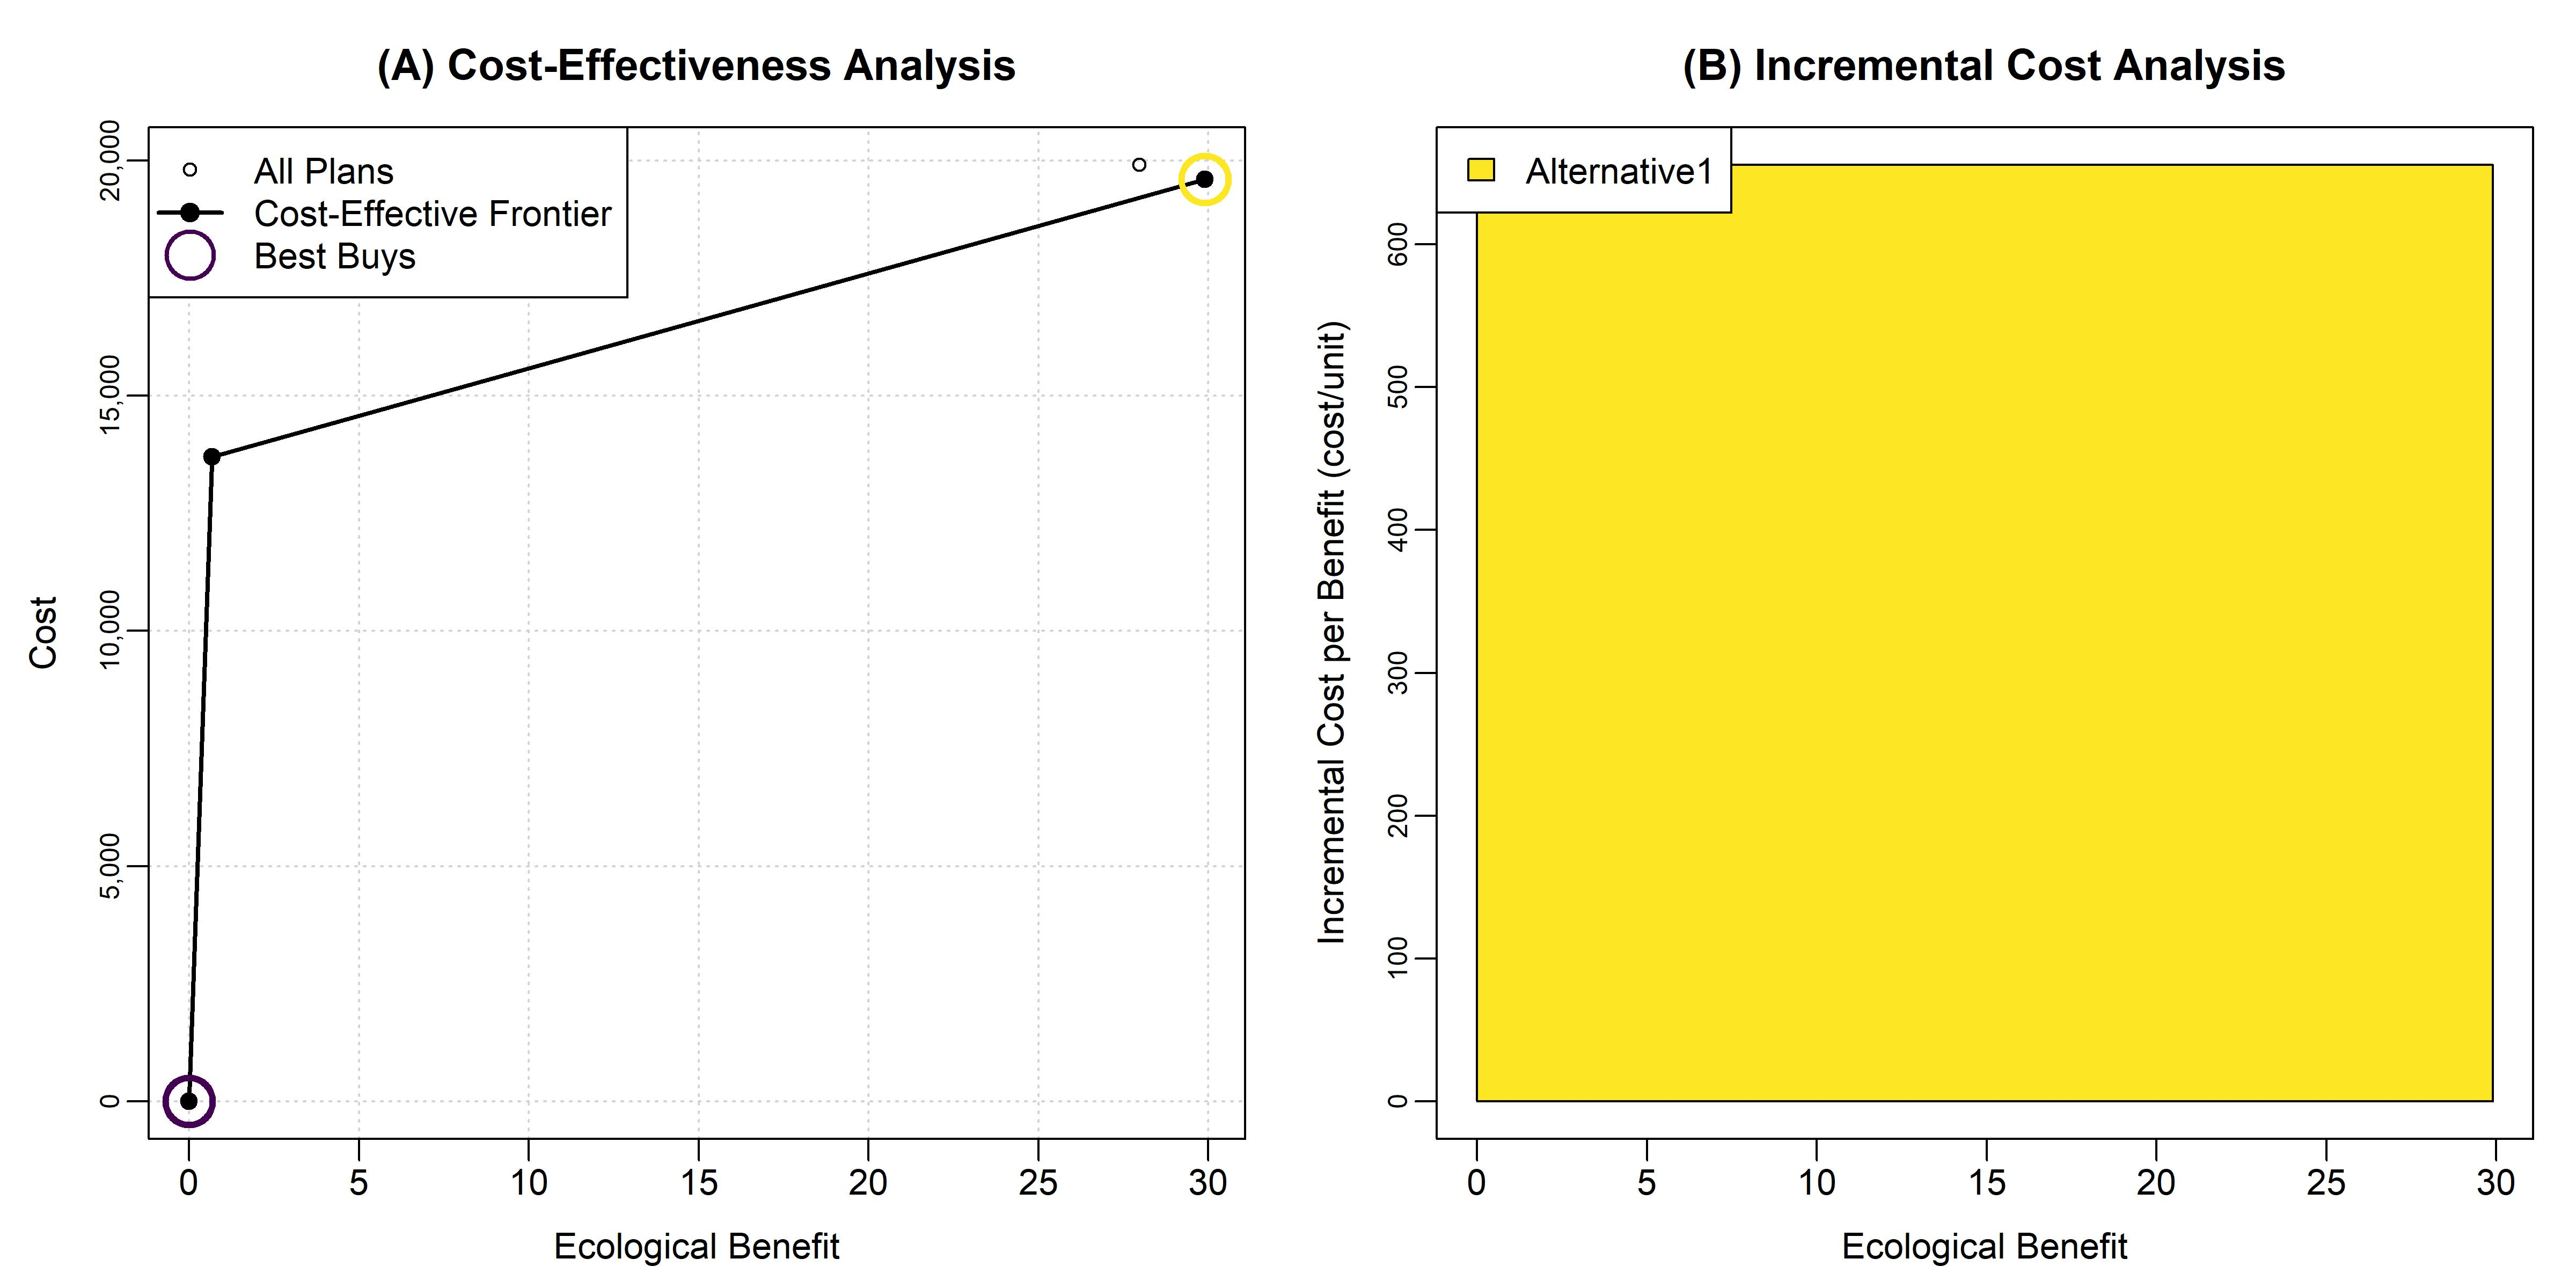 (A) Cost-Effectiveness Analysis
All Plans
Cost-Effective Frontier
Best Buys
Cost
20,000
15,000
10,000
5,000
0
0 5 10 15 20 25 30
Ecological Benefit
(B) Incremental Cost Analysis
Alternative1
Incremental Cost per Benefit (cost/unit)
600
500
400
300
200
100
0
0 5 10 15 20 25 30
Ecological Benefit